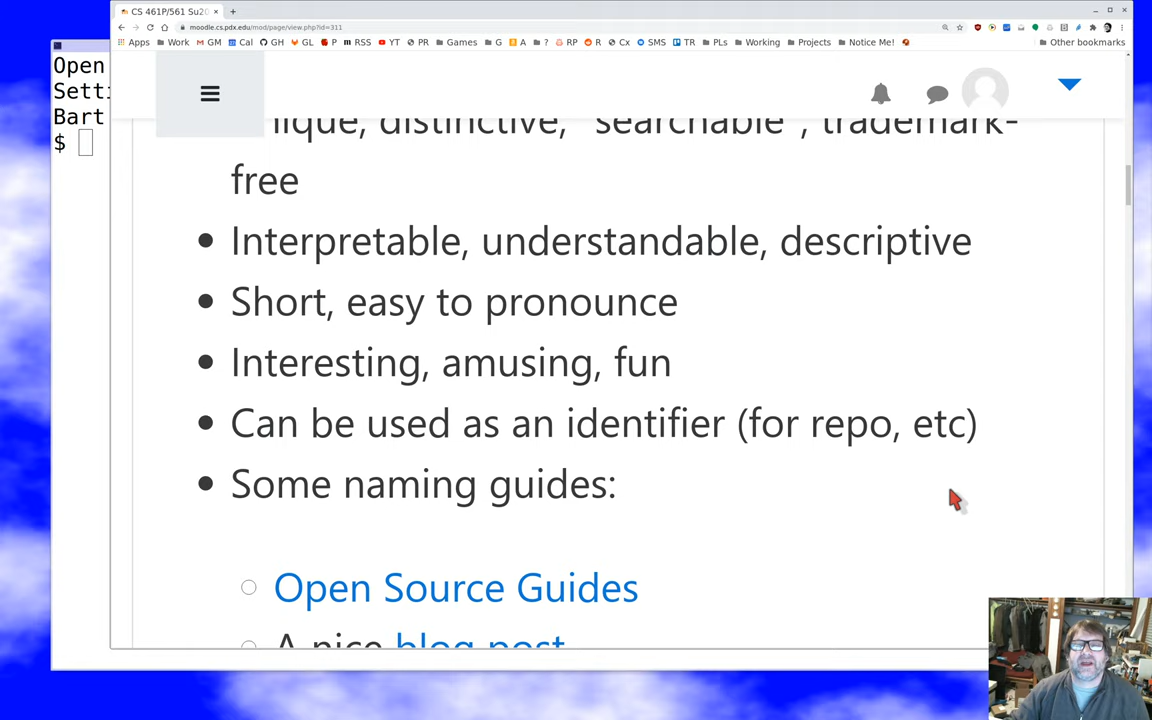 CS 461P/561 Su20
moodle.cs.pdx.edu/mod/page/view.php?id=311
Apps Work GM Cal GH GL P RSS YT PR Games G A ? RP R Cx SMS TR PLs Working Projects Notice Me! Other bookmarks
Open
Setti
Bart
$
nique, distinctive, "searchable", trademark-
free
Interpretable, understandable, descriptive
Short, easy to pronounce
Interesting, amusing, fun
Can be used as an identifier (for repo, etc)
Some naming guides:
Open Source Guides
A nice blog post